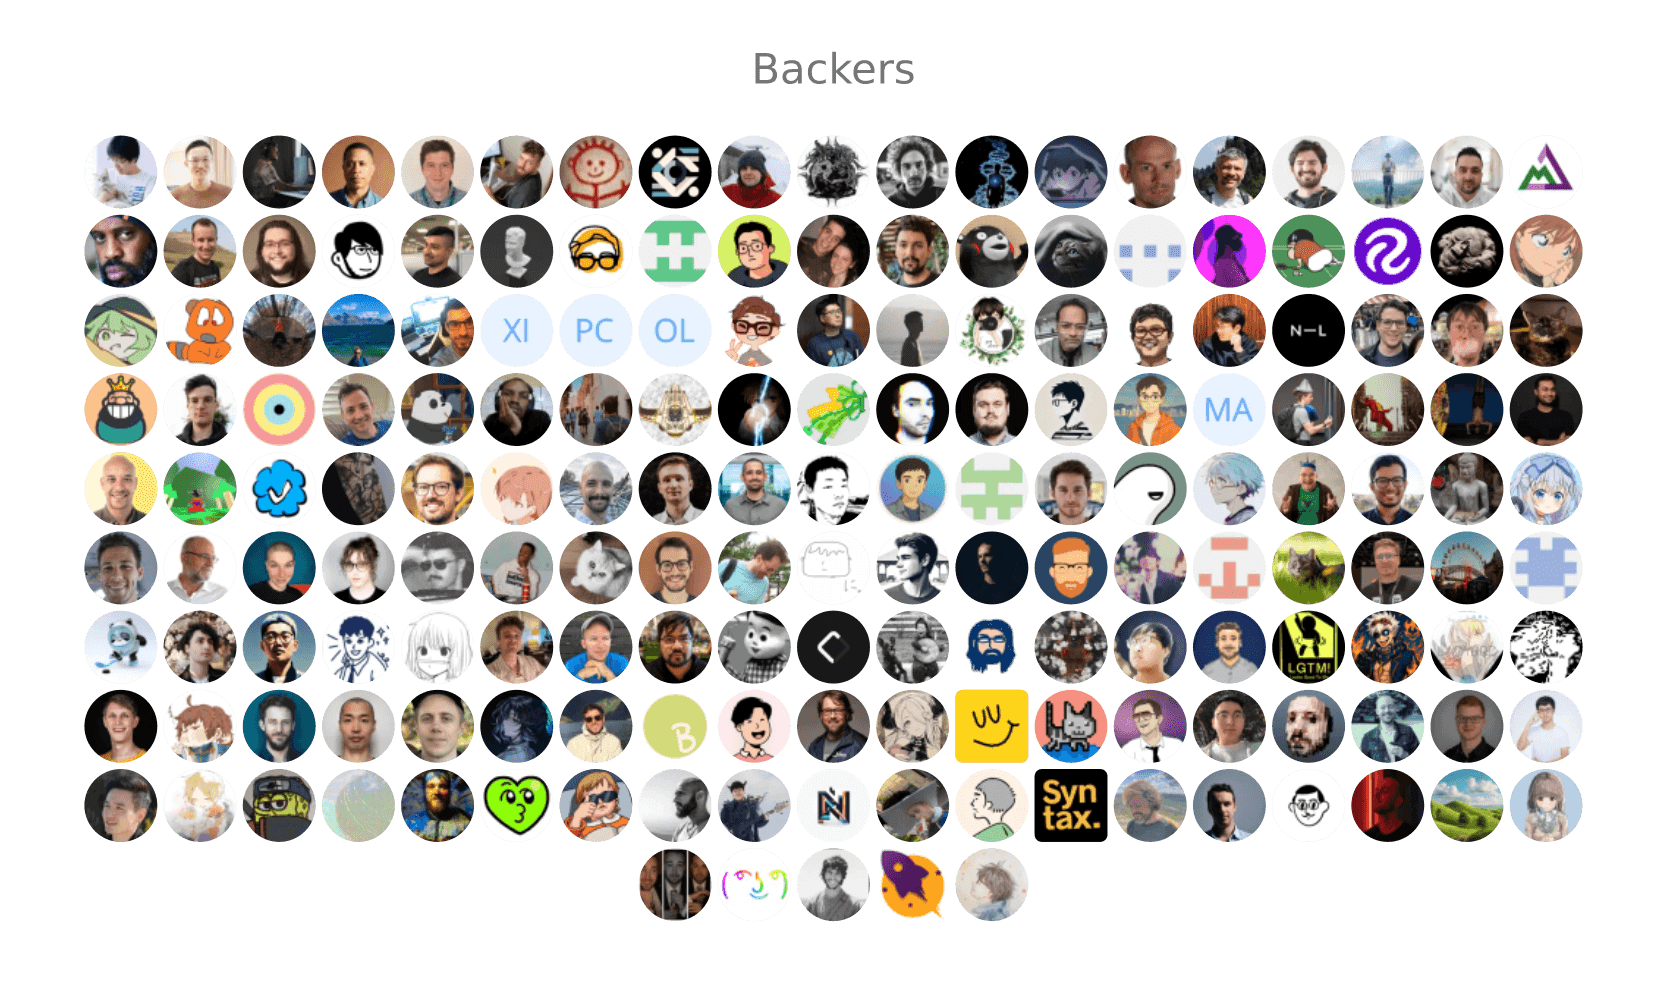 Backers
XI
PC
OL
N—L
MA
LGTM!
B
Syn
tax.